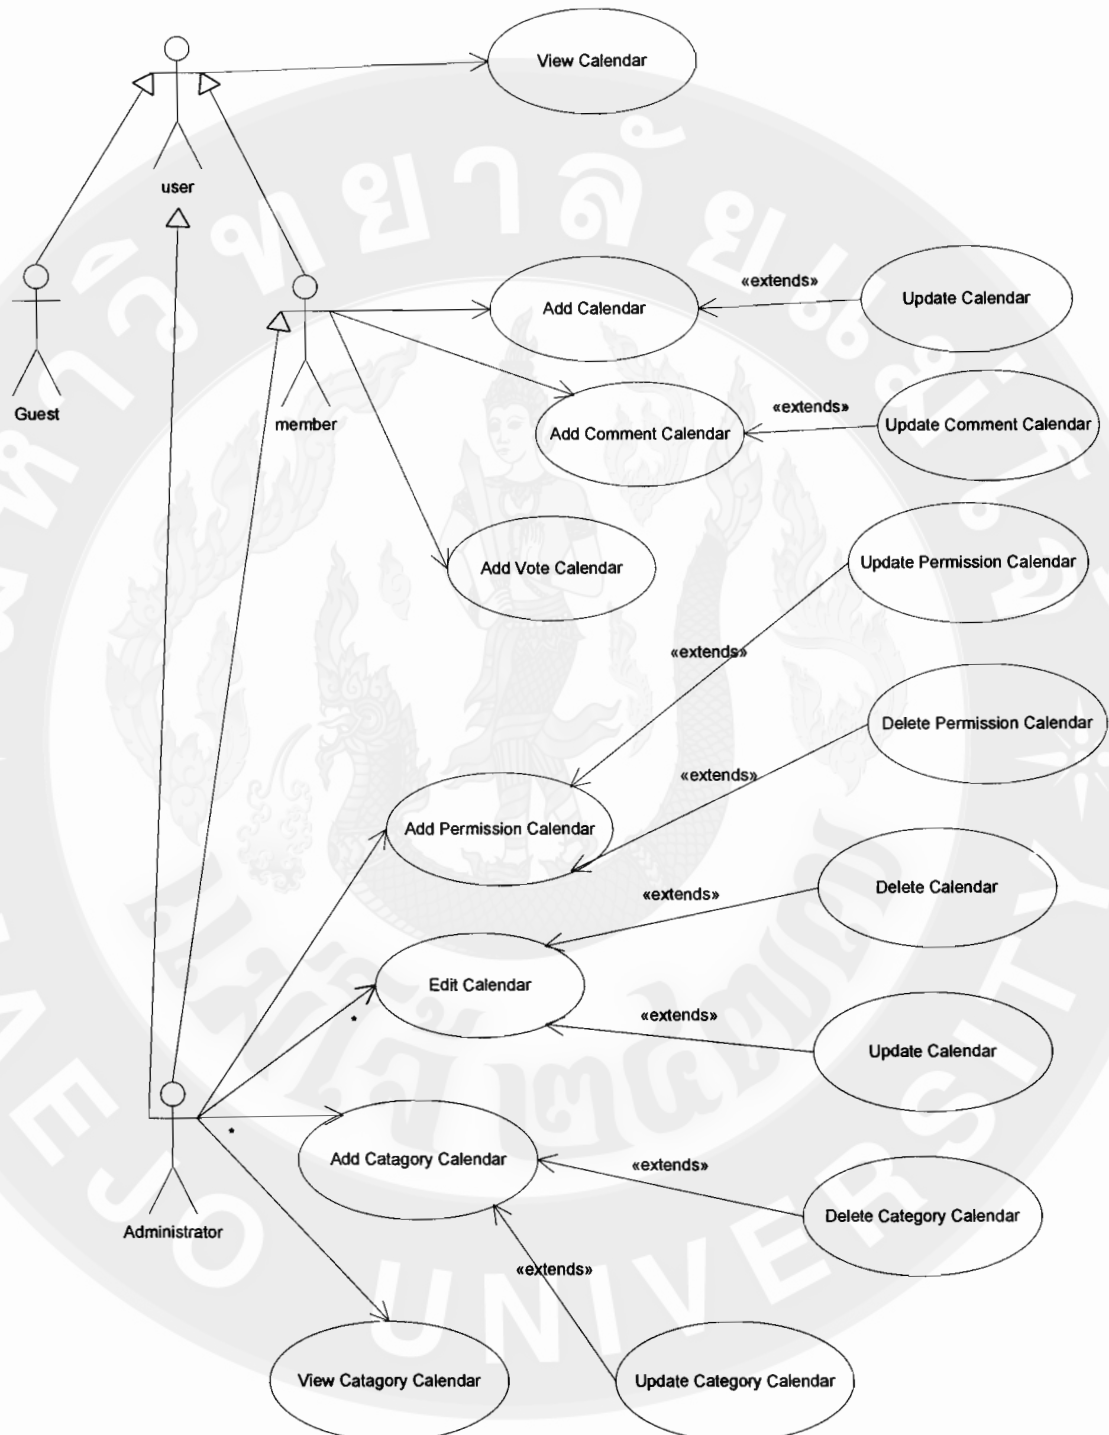 View Calendar
user
Guest
member
Add Calendar
«extends»
Update Calendar
Add Comment Calendar
«extends»
Update Comment Calendar
Add Vote Calendar
Update Permission Calendar
«extends»
Delete Permission Calendar
«extends»
Add Permission Calendar
Delete Calendar
«extends»
Edit Calendar
*
«extends»
Update Calendar
*
Administrator
Add Catagory Calendar
«extends»
Delete Category Calendar
«extends»
View Catagory Calendar
Update Category Calendar
UNIVERSITY